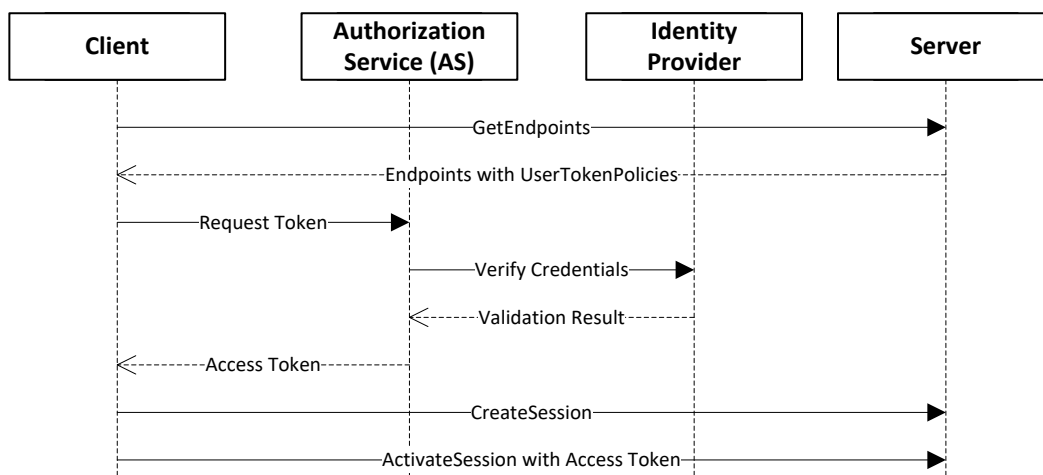 Client
Authorization
Service (AS)
Identity
Provider
Server
GetEndpoints
Endpoints with UserTokenPolicies
Request Token
Verify Credentials
Validation Result
Access Token
CreateSession
ActivateSession with Access Token